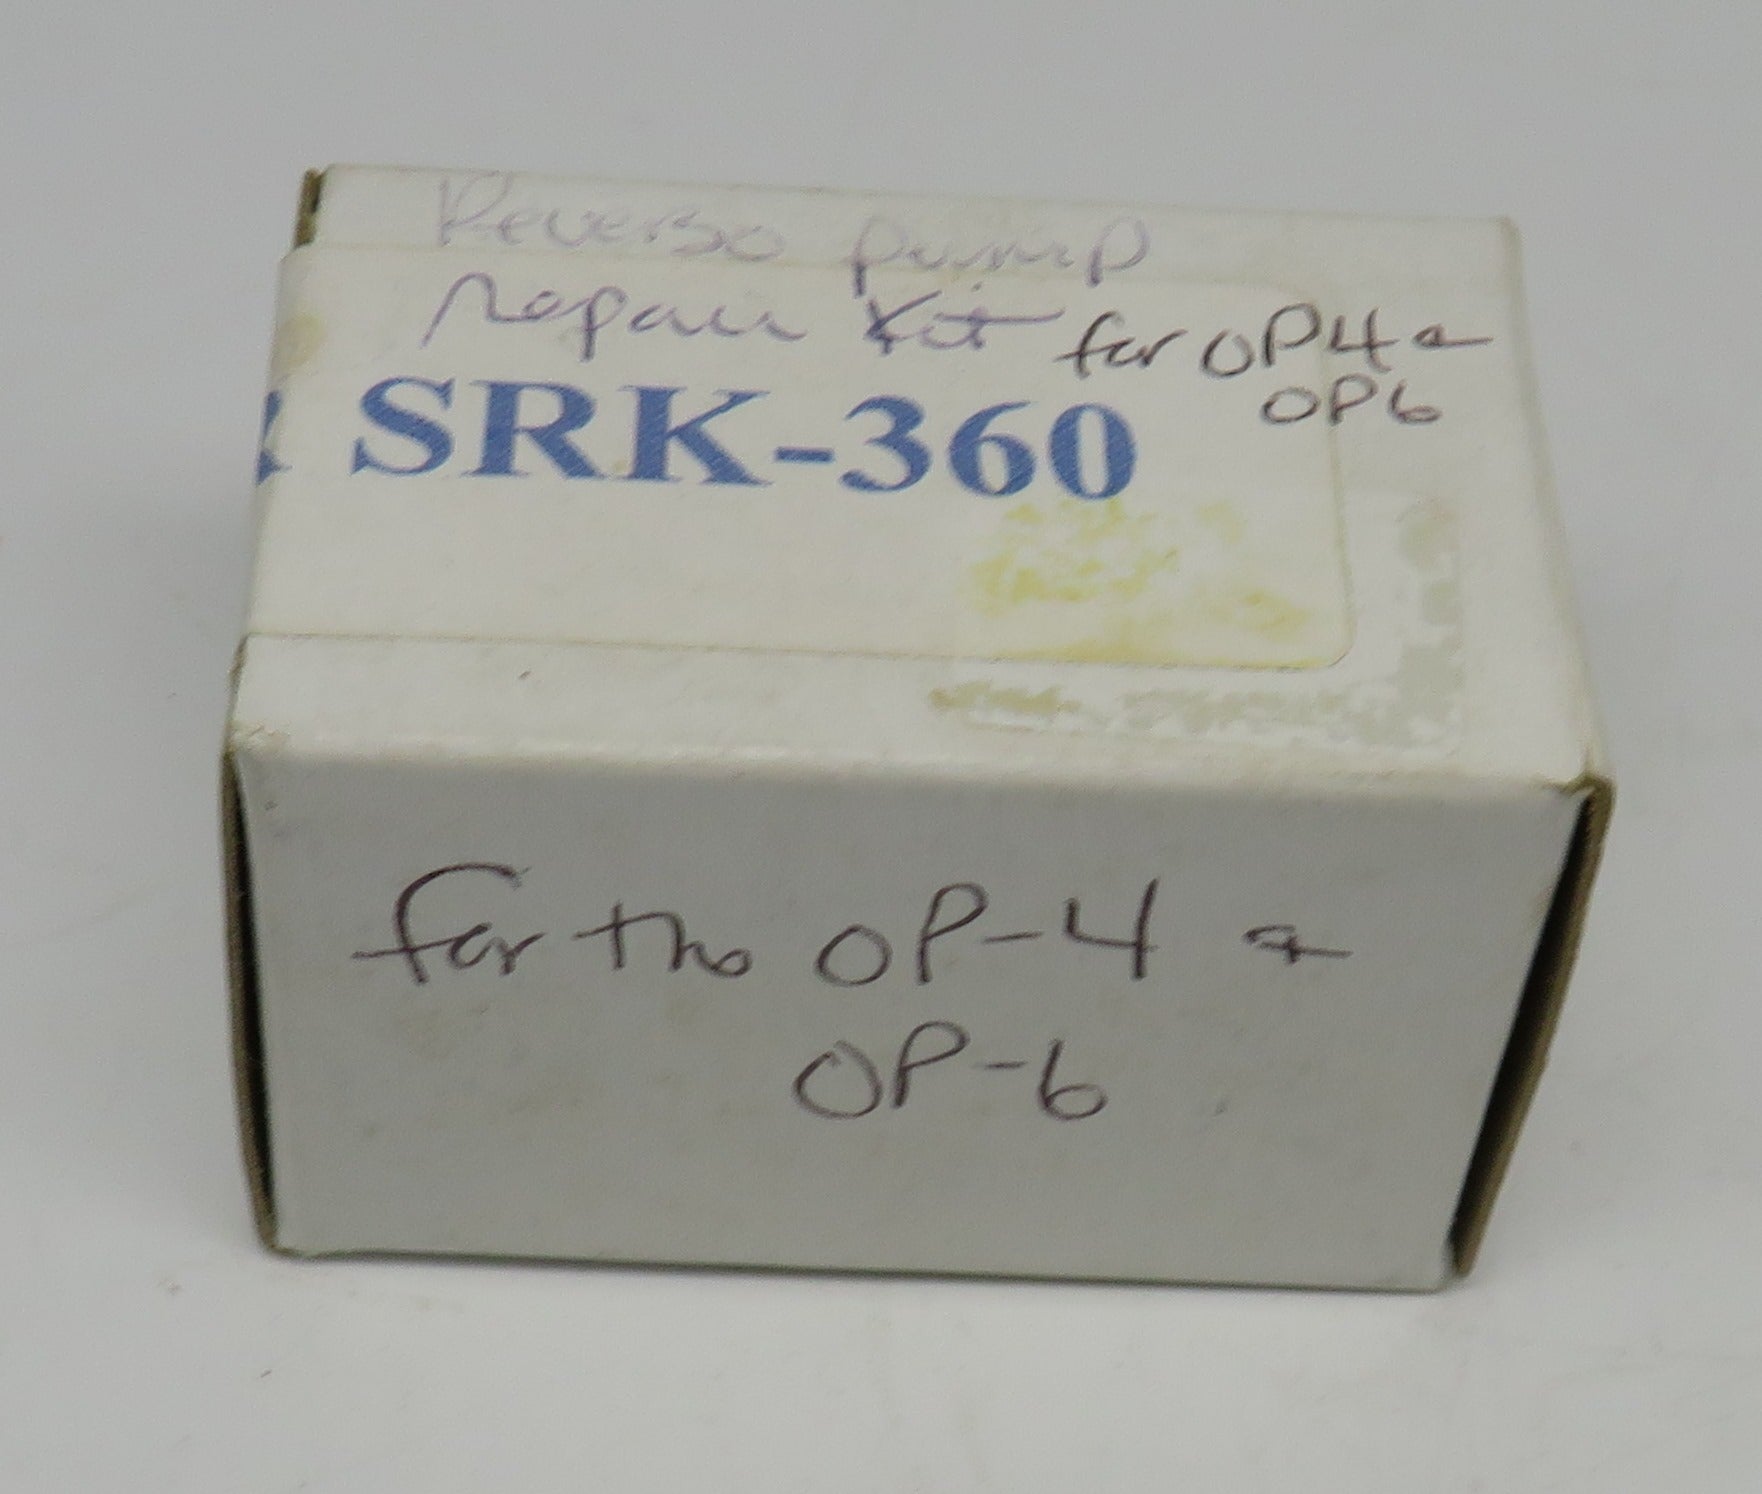 Reverso pump
repair kit for OP4 &
OP6
SRK-360
for the OP-4 &
OP-6